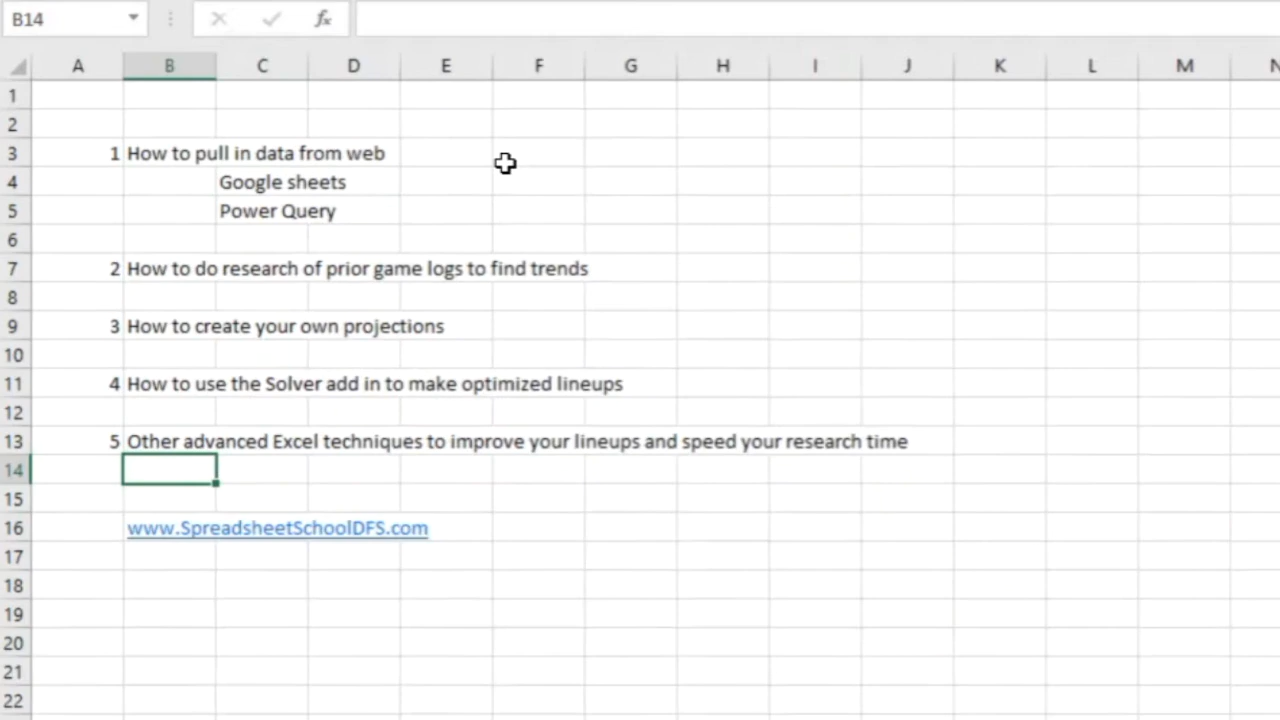 B14
fx
A B C D E F G H I J K L M N
1
2
3 1 How to pull in data from web
4 Google sheets
5 Power Query
6
7 2 How to do research of prior game logs to find trends
8
9 3 How to create your own projections
10
11 4 How to use the Solver add in to make optimized lineups
12
13 5 Other advanced Excel techniques to improve your lineups and speed your research time
14
15
16 www.SpreadsheetSchoolDFS.com
17
18
19
20
21
22